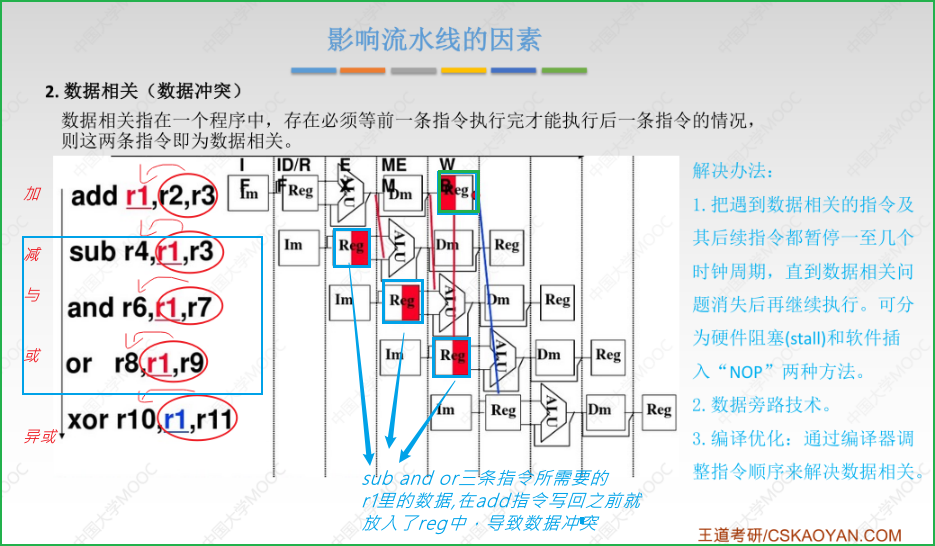 影响流水线的因素
2. 数据相关（数据冲突）
数据相关指在一个程序中，存在必须等前一条指令执行完才能执行后一条指令的情况，
则这两条指令即为数据相关。
IF ID/RF EX MEM WB
加 add r1,r2,r3 Im Reg ALU Dm Reg
减 sub r4,r1,r3 Im Reg ALU Dm Reg
与 and r6,r1,r7 Im Reg ALU Dm Reg
或 or r8,r1,r9 Im Reg ALU Dm Reg
异或 xor r10,r1,r11 Im Reg ALU Dm Reg
sub and or三条指令所需要的
r1里的数据,在add指令写回之前就
放入了reg中，导致数据冲突
解决办法：
1. 把遇到数据相关的指令及
其后续指令都暂停一至几个
时钟周期，直到数据相关问
题消失后再继续执行。可分
为硬件阻塞(stall)和软件插
入“NOP”两种方法。
2. 数据旁路技术。
3. 编译优化：通过编译器调
整指令顺序来解决数据相关。
王道考研/CSKAOYAN.COM
中国大学MOOC